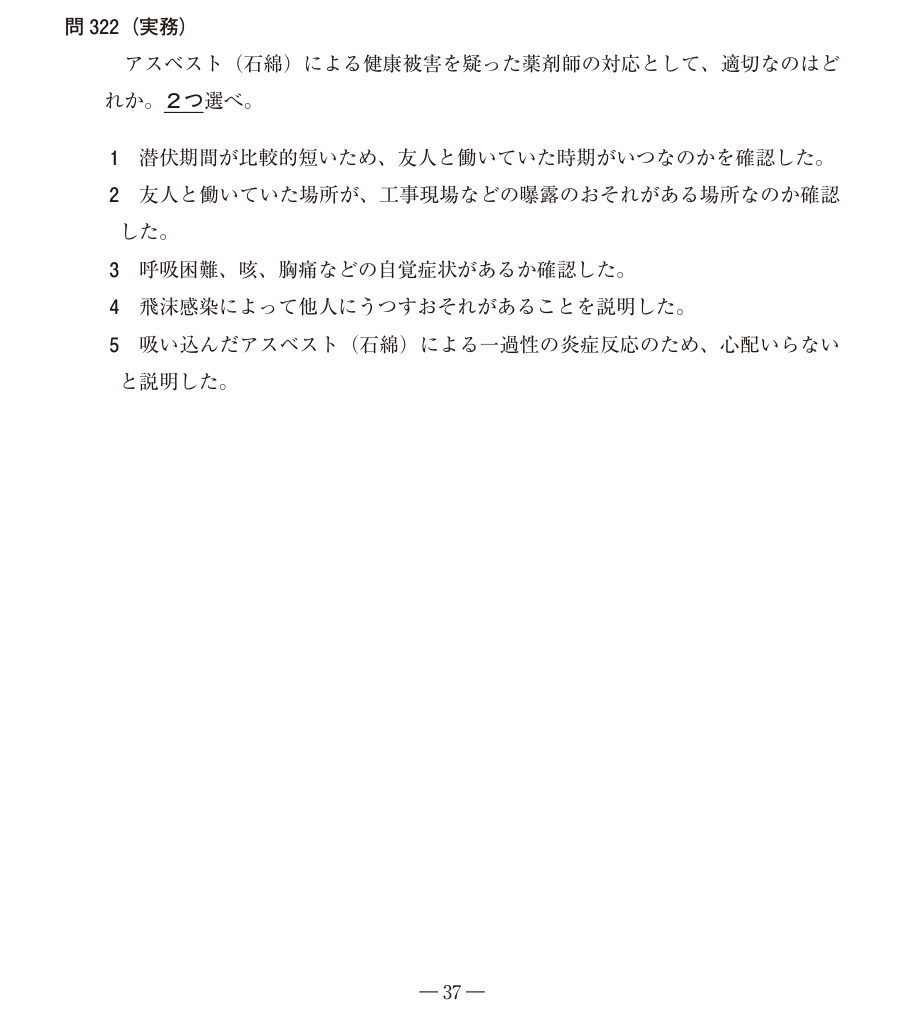 問 322（実務）
アスベスト（石綿）による健康被害を疑った薬剤師の対応として、適切なのはど
れか。２つ選べ。
1　潜伏期間が比較的短いため、友人と働いていた時期がいつなのかを確認した。
2　友人と働いていた場所が、工事現場などの曝露のおそれがある場所なのか確認
した。
3　呼吸困難、咳、胸痛などの自覚症状があるか確認した。
4　飛沫感染によって他人にうつすおそれがあることを説明した。
5　吸い込んだアスベスト（石綿）による一過性の炎症反応のため、心配いらない
と説明した。
― 37 ―